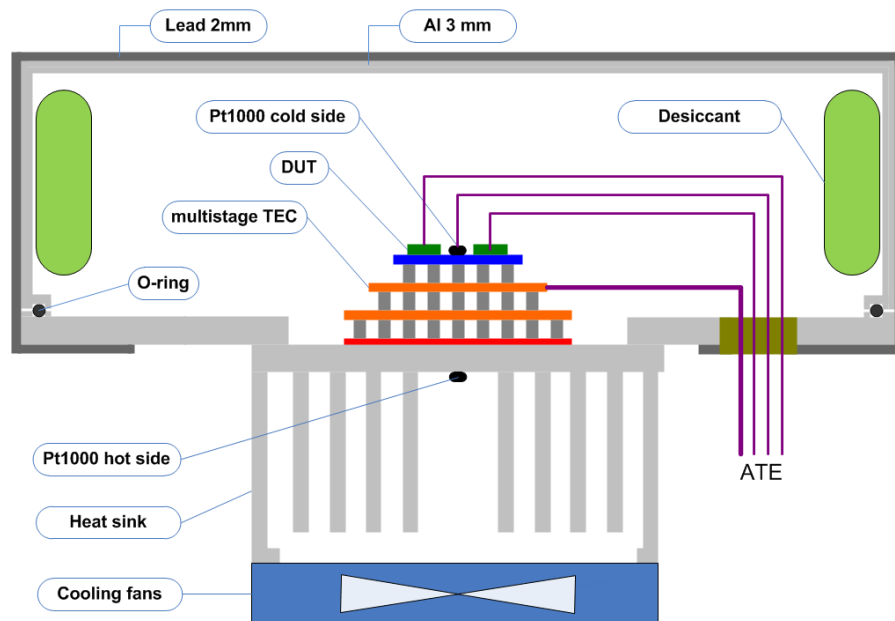 Lead 2mm
Al 3 mm
Pt1000 cold side
Desiccant
DUT
multistage TEC
O-ring
Pt1000 hot side
ATE
Heat sink
Cooling fans